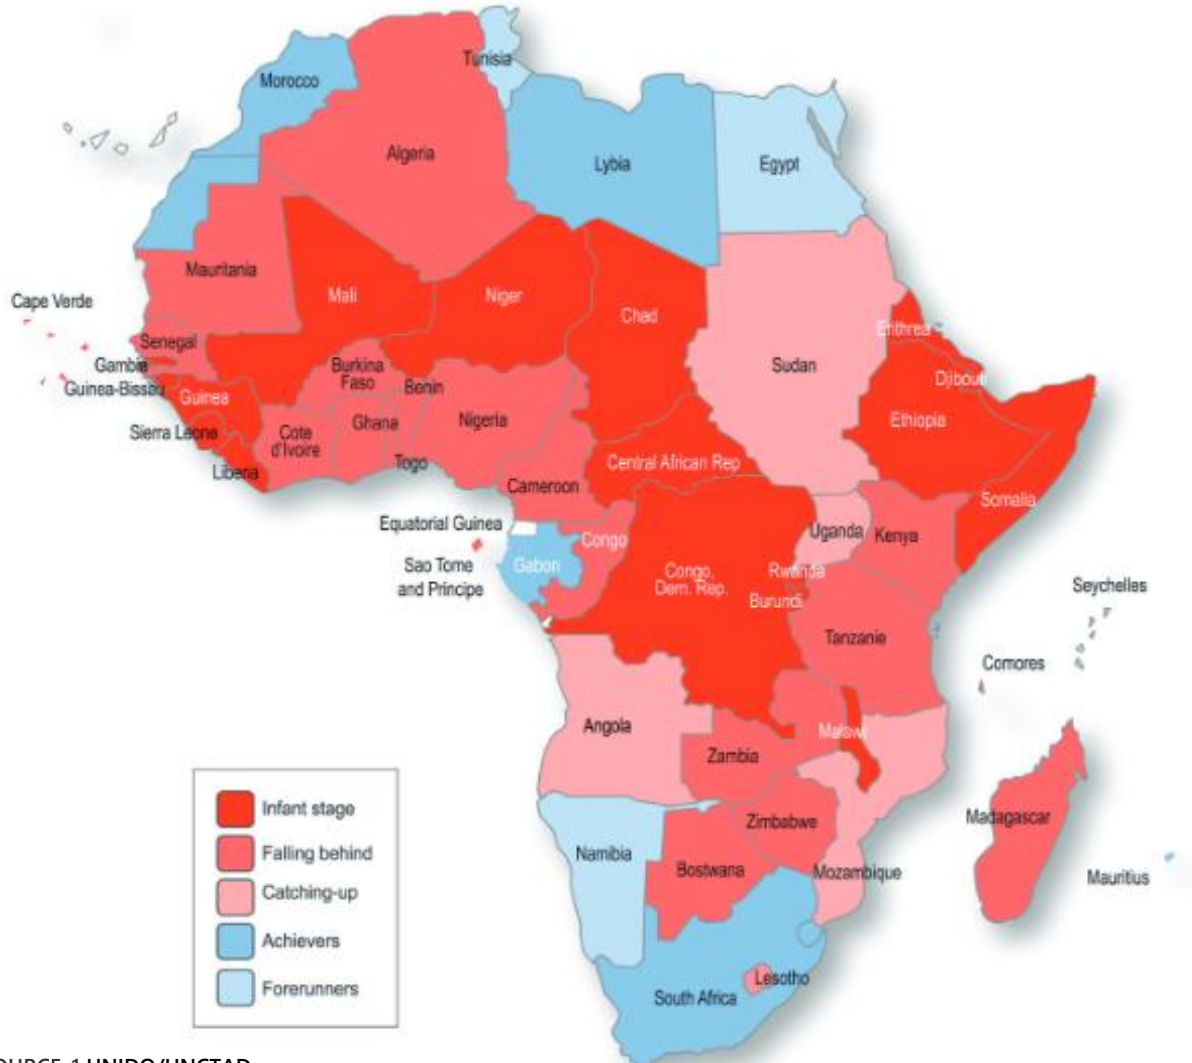 Tunisia
Morocco
Algeria
Lybia
Egypt
Mauritania
Mali
Niger
Chad
Sudan
Erithrea
Cape Verde
Senegal
Gambia
Guinea-Bissau
Guinea
Sierra Leone
Liberia
Burkina
Faso
Benin
Cote
d'Ivoire
Ghana
Togo
Nigeria
Djibouti
Ethiopia
Somalia
Central African Rep
Cameroon
Equatorial Guinea
Sao Tome
and Principe
Gabon
Congo
Congo,
Dem. Rep.
Uganda
Kenya
Rwanda
Burundi
Tanzanie
Seychelles
Comores
Angola
Zambia
Malawi
Zimbabwe
Mozambique
Madagascar
Mauritius
Namibia
Bostwana
South Africa
Lesotho
Infant stage
Falling behind
Catching-up
Achievers
Forerunners